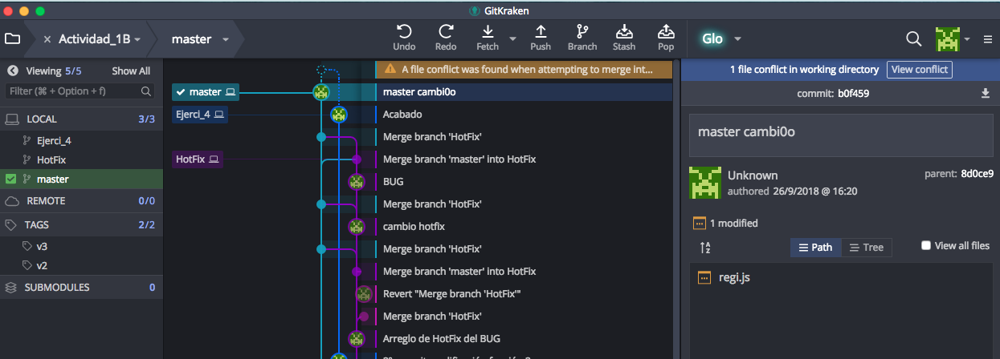 GitKraken
Actividad_1B
master
Undo
Redo
Fetch
Push
Branch
Stash
Pop
Glo
Viewing 5/5
Show All
Filter (⌘ + Option + f)
LOCAL
3/3
Ejerci_4
HotFix
master
REMOTE
0/0
TAGS
2/2
v3
v2
SUBMODULES
0
master
Ejerci_4
HotFix
A file conflict was found when attempting to merge int...
master cambi0o
Acabado
Merge branch 'HotFix'
Merge branch 'master' into HotFix
BUG
Merge branch 'HotFix'
cambio hotfix
Merge branch 'HotFix'
Merge branch 'master' into HotFix
Revert "Merge branch 'HotFix'"
Merge branch 'HotFix'
Arreglo de HotFix del BUG
1 file conflict in working directory
View conflict
commit: b0f459
master cambi0o
Unknown
parent: 8d0ce9
authored 26/9/2018 @ 16:20
1 modified
A
Z
Path
Tree
View all files
regi.js